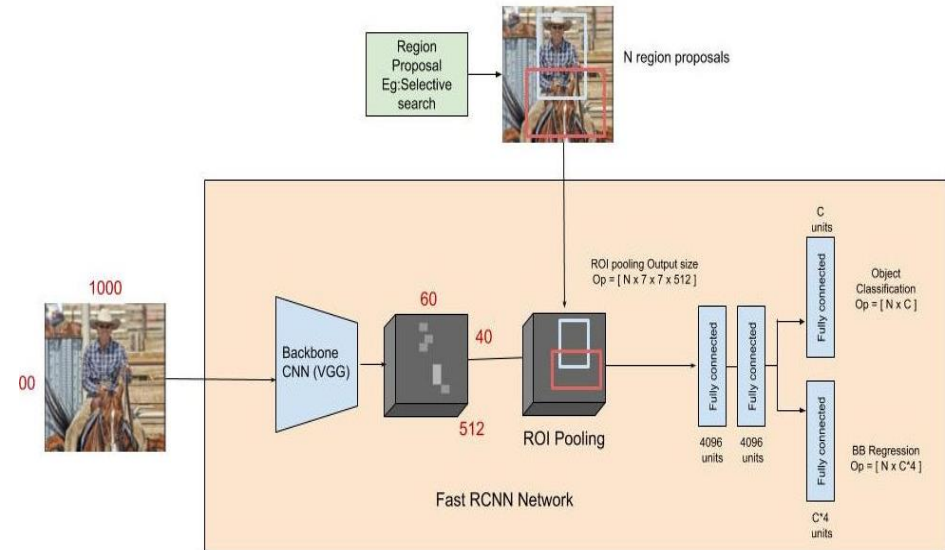 Region
Proposal
Eg:Selective
search
N region proposals
C
units
ROI pooling Output size
Op = [ N x 7 x 7 x 512 ]
Object
Classification
Op = [ N x C ]
Fully connected
1000
60
40
00
Backbone
CNN (VGG)
512
ROI Pooling
Fully connected
Fully connected
4096
units
4096
units
Fully connected
BB Regression
Op = [ N x C*4 ]
C*4
units
Fast RCNN Network